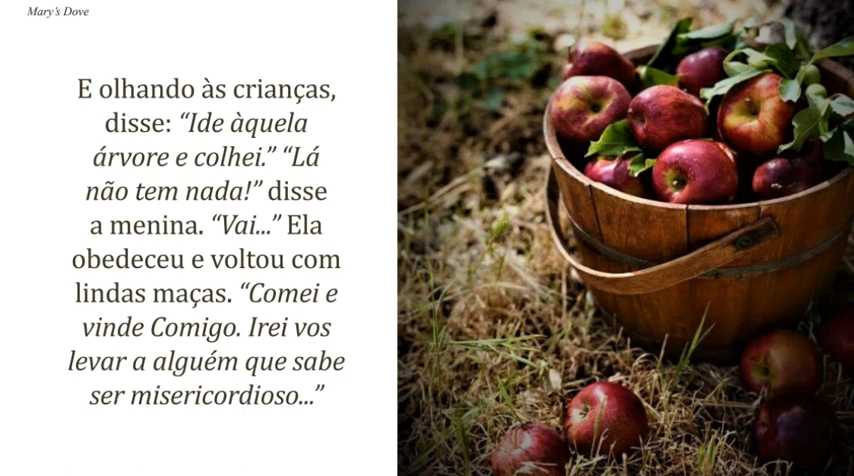 Mary’s Dove
E olhando às crianças,
disse: “Ide àquela
árvore e colhei.” “Lá
não tem nada!” disse
a menina. “Vai...” Ela
obedeceu e voltou com
lindas maças. “Comei e
vinde Comigo. Irei vos
levar a alguém que sabe
ser misericordioso...”